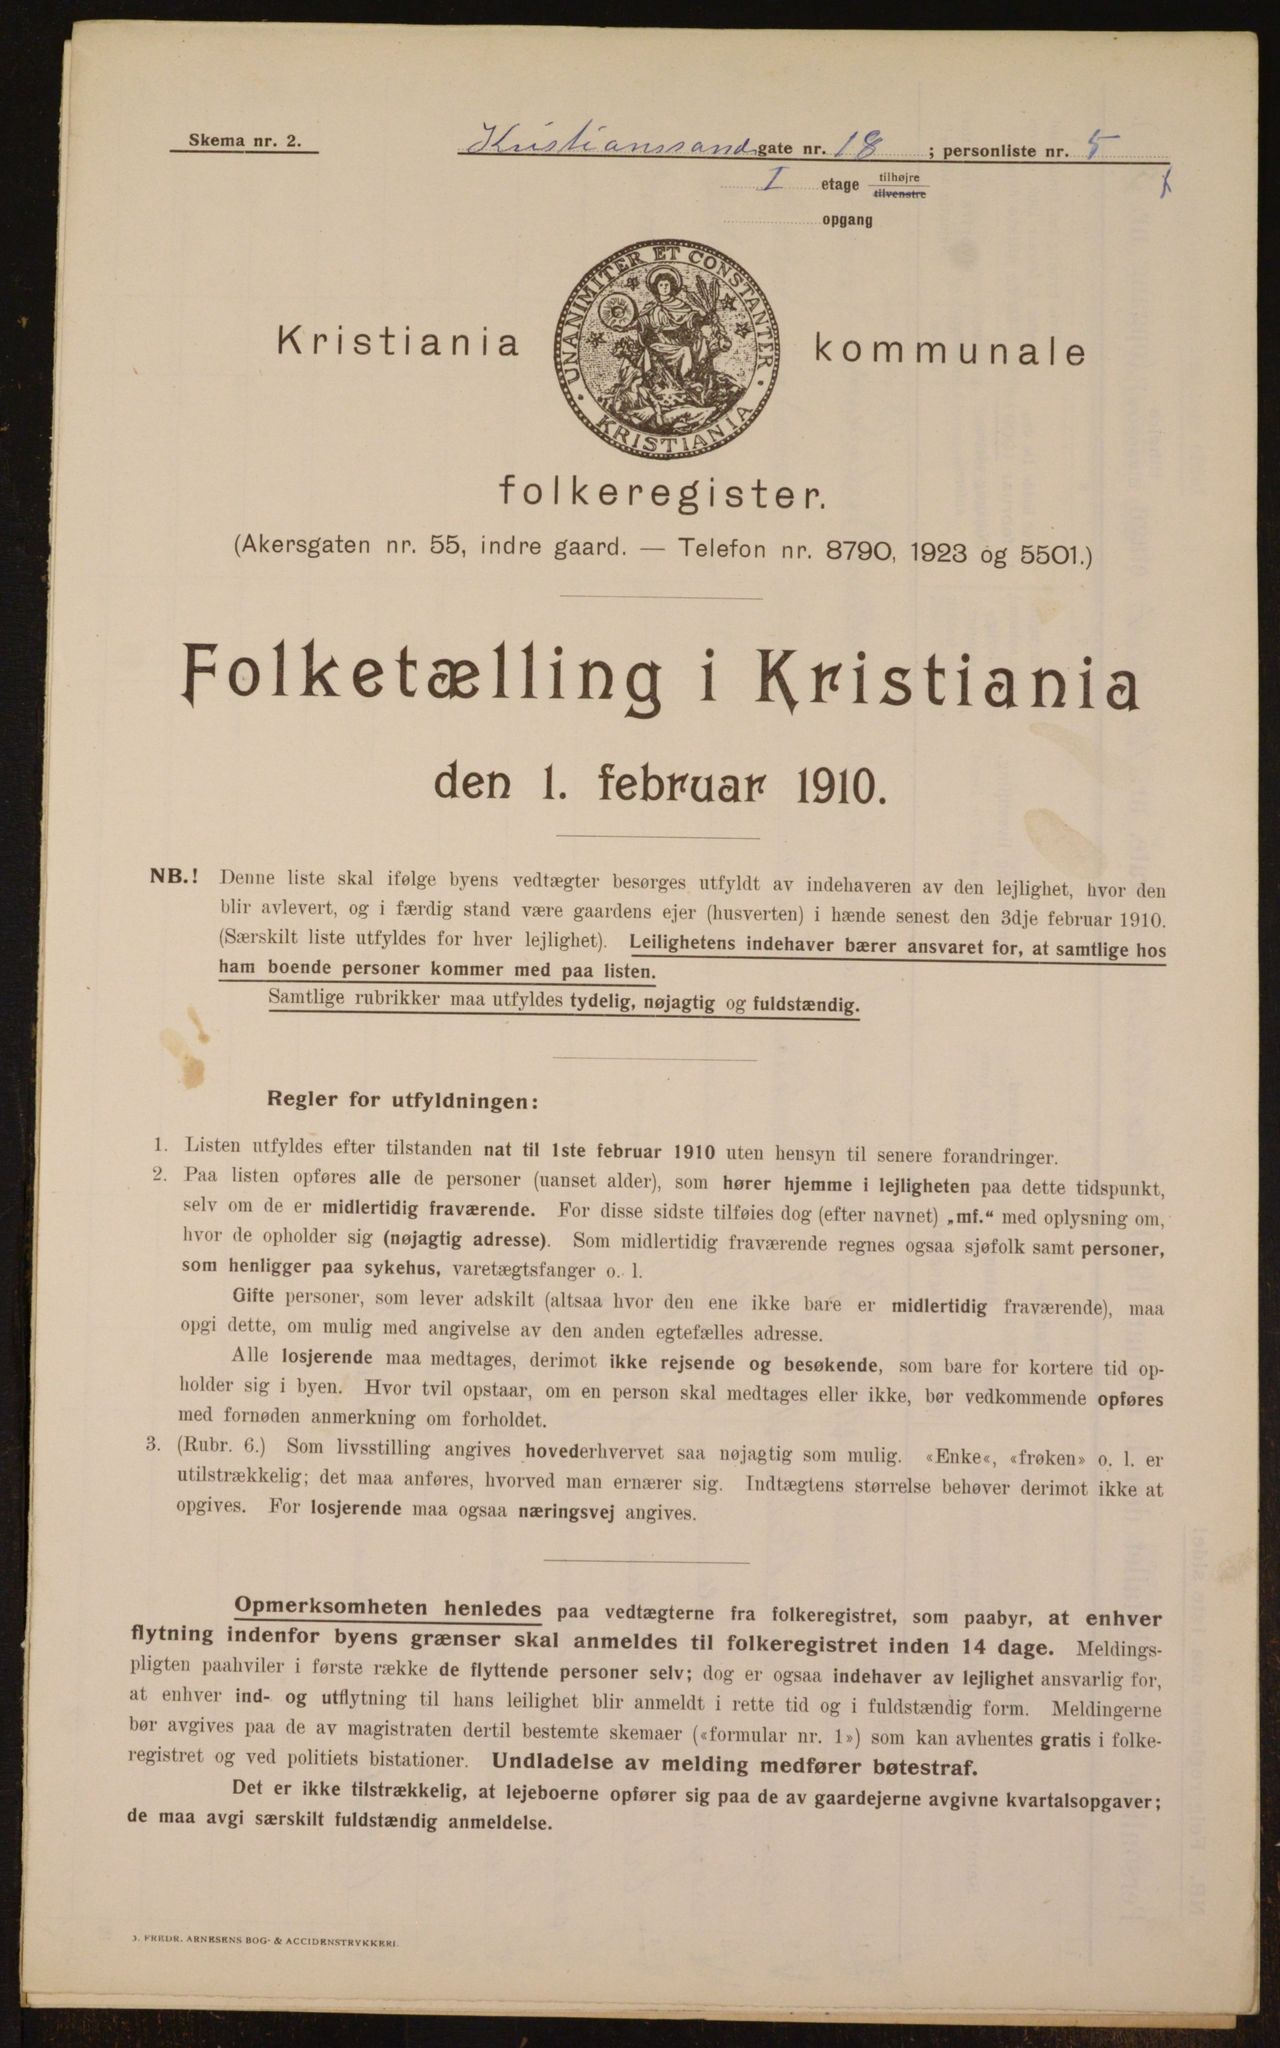 Skema nr. 2.
Kristianssandgate nr. 18 ; personliste nr. 5
I etage tilhøjre
tilvenstre
opgang
UNANIMITER ET CONSTANTER
KRISTIANIA
Kristiania kommunale
folkeregister.
(Akersgaten nr. 55, indre gaard. — Telefon nr. 8790, 1923 og 5501.)
Folketælling i Kristiania
den 1. februar 1910.
NB.! Denne liste skal ifølge byens vedtægter besørges utfyldt av indehaveren av den lejlighet, hvor den
blir avlevert, og i færdig stand være gaardens ejer (husverten) i hænde senest den 3dje februar 1910.
(Særskilt liste utfyldes for hver lejlighet). Leilighetens indehaver bærer ansvaret for, at samtlige hos
ham boende personer kommer med paa listen.
Samtlige rubrikker maa utfyldes tydelig, nøjagtig og fuldstændig.
Regler for utfyldningen:
1. Listen utfyldes efter tilstanden nat til 1ste februar 1910 uten hensyn til senere forandringer.
2. Paa listen opføres alle de personer (uanset alder), som hører hjemme i lejligheten paa dette tidspunkt,
selv om de er midlertidig fraværende. For disse sidste tilføies dog (efter navnet) „mf.“ med oplysning om,
hvor de opholder sig (nøjagtig adresse). Som midlertidig fraværende regnes ogsaa sjøfolk samt personer,
som henligger paa sykehus, varetægtsfanger o. l.
Gifte personer, som lever adskilt (altsaa hvor den ene ikke bare er midlertidig fraværende), maa
opgi dette, om mulig med angivelse av den anden egtefælles adresse.
Alle losjerende maa medtages, derimot ikke rejsende og besøkende, som bare for kortere tid op-
holder sig i byen. Hvor tvil opstaar, om en person skal medtages eller ikke, bør vedkommende opføres
med fornøden anmerkning om forholdet.
3. (Rubr. 6.) Som livsstilling angives hovederhvervet saa nøjagtig som mulig. «Enke«, «frøken» o. l. er
utilstrækkelig; det maa anføres, hvorved man ernærer sig. Indtægtens størrelse behøver derimot ikke at
opgives. For losjerende maa ogsaa næringsvej angives.
Opmerksomheten henledes paa vedtægterne fra folkeregistret, som paabyr, at enhver
flytning indenfor byens grænser skal anmeldes til folkeregistret inden 14 dage. Meldings-
pligten paahviler i første række de flyttende personer selv; dog er ogsaa indehaver av lejlighet ansvarlig for,
at enhver ind- og utflytning til hans leilighet blir anmeldt i rette tid og i fuldstændig form. Meldingerne
bør avgives paa de av magistraten dertil bestemte skemaer («formular nr. 1») som kan avhentes gratis i folke-
registret og ved politiets bistationer. Undladelse av melding medfører bøtestraf.
Det er ikke tilstrækkelig, at lejeboerne opfører sig paa de av gaardejerne avgivne kvartalsopgaver;
de maa avgi særskilt fuldstændig anmeldelse.
J. FREDR. ARNESENS BOG- & ACCIDENSTRYKKERI.